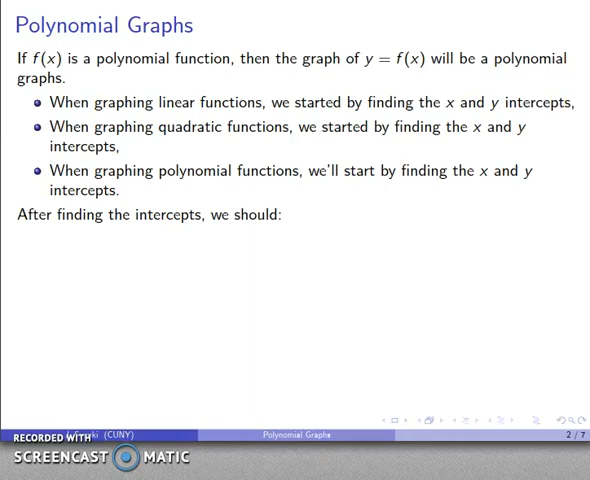 Polynomial Graphs
If f(x) is a polynomial function, then the graph of y = f(x) will be a polynomial
graphs.
When graphing linear functions, we started by finding the x and y intercepts,
When graphing quadratic functions, we started by finding the x and y
intercepts,
When graphing polynomial functions, we'll start by finding the x and y
intercepts.
After finding the intercepts, we should:
(CUNY)
Polynomial Graphs
2 / 7
RECORDED WITH
SCREENCAST MATIC